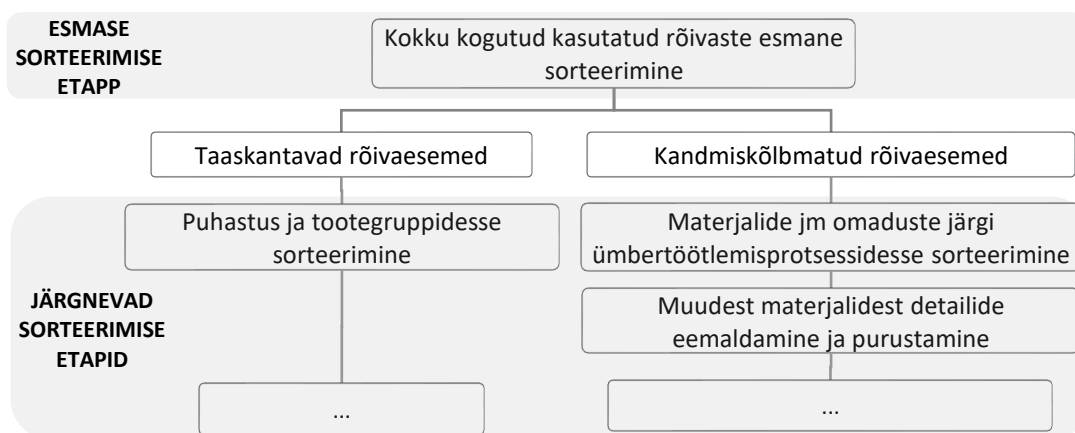 ESMASE
SORTEERIMISE
ETAPP
Kokku kogutud kasutatud rõivaste esmane
sorteerimine
Taaskantavad rõivaesemed
Kandmiskõlbmatud rõivaesemed
JÄRGNEVAD
SORTEERIMISE
ETAPID
Puhastus ja tootegruppidesse
sorteerimine
Materjalide jm omaduste järgi
ümbertöötlemisprotsessidesse sorteerimine
Muudest materjalidest detailide
eemaldamine ja purustamine
...
...